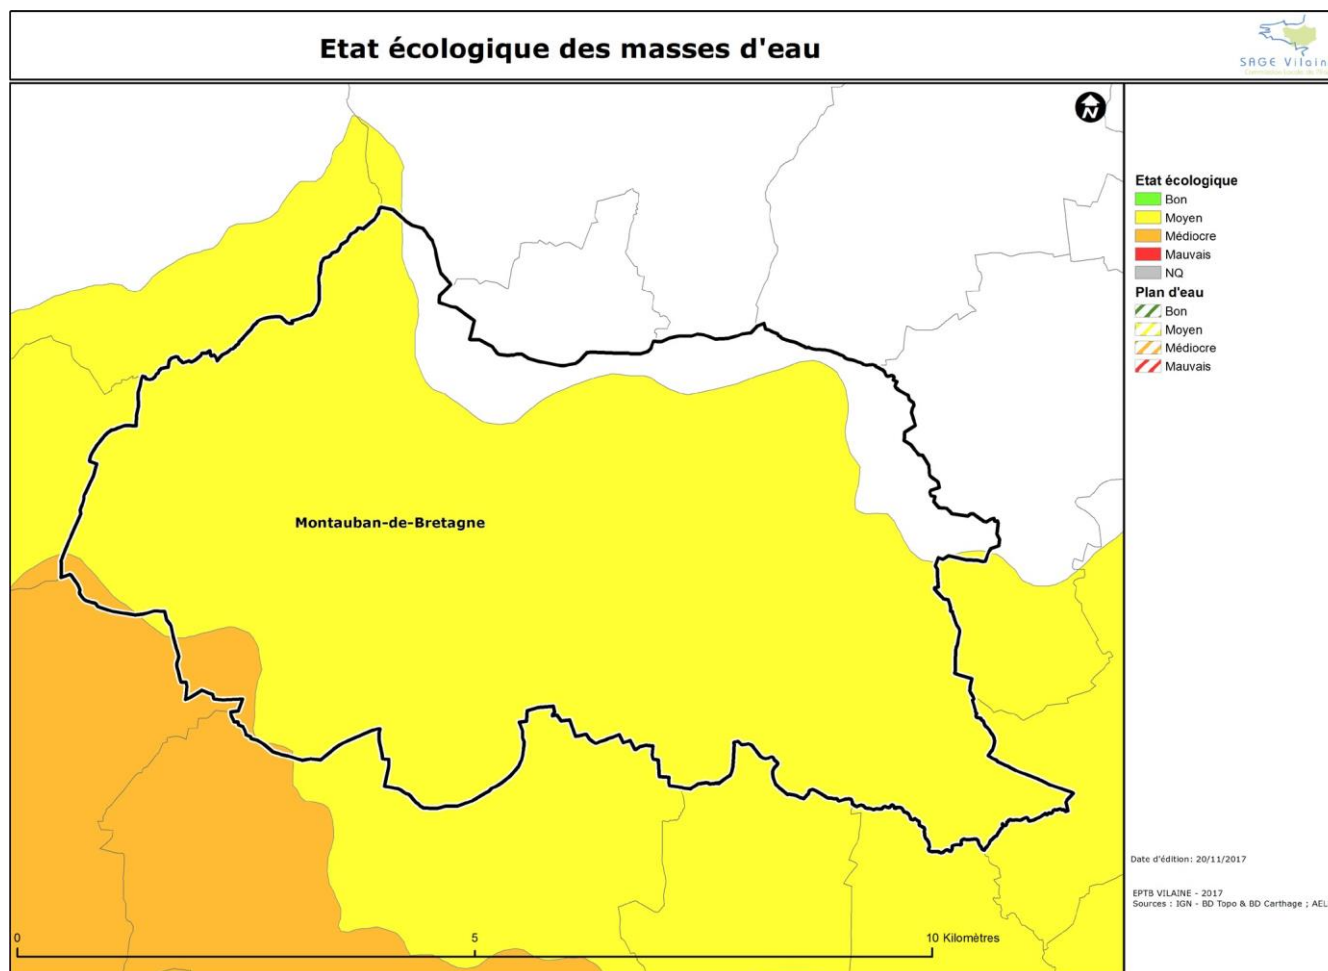 Etat écologique des masses d'eau
SAGE Vilain
Etat écologique
Bon
Moyen
Médiocre
Mauvais
NQ
Plan d'eau
Bon
Moyen
Médiocre
Mauvais
Montauban-de-Bretagne
Date d'édition: 20/11/2017
EPTB VILAINE - 2017
Sources : IGN - BD Topo & BD Carthage ; AEL
0 5 10 Kilomètres
N